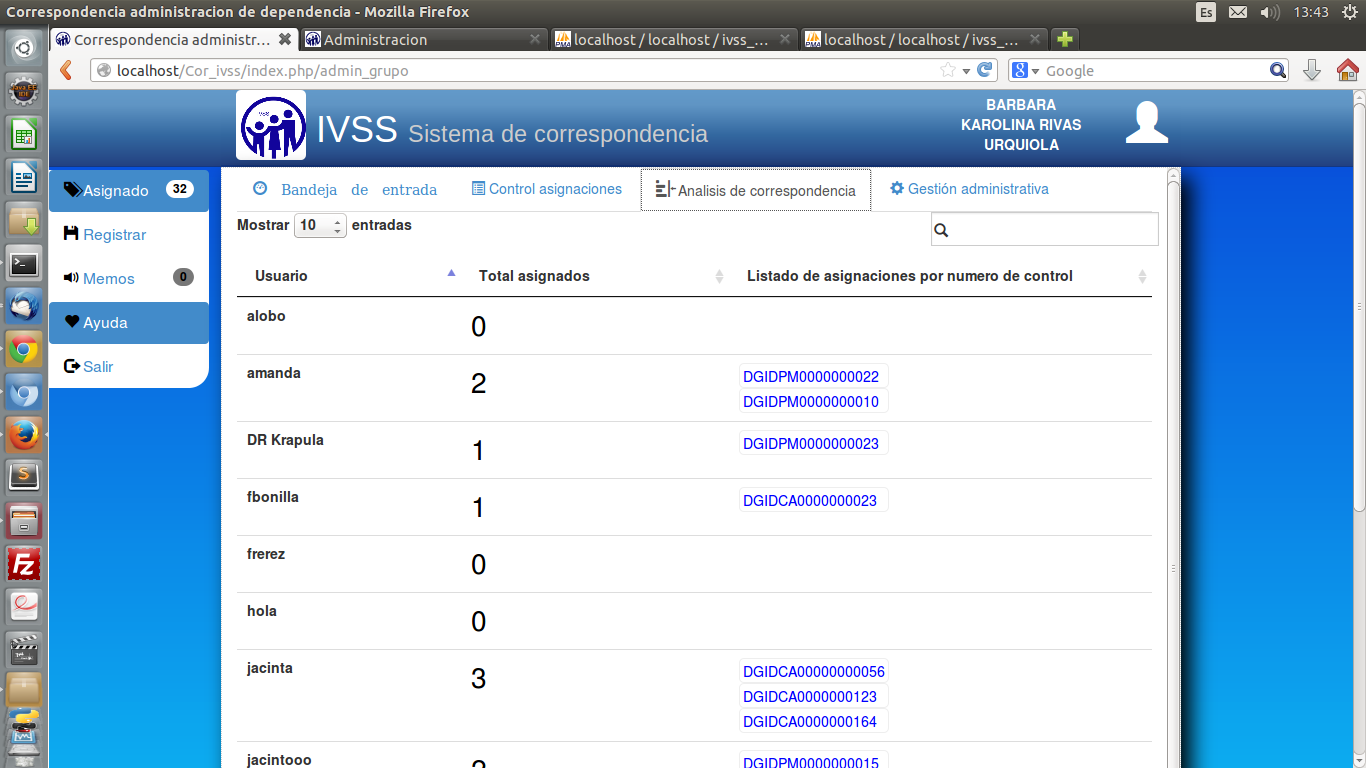 Correspondencia administracion de dependencia - Mozilla Firefox
Es
13:43
Correspondencia administr...
Administracion
localhost / localhost / ivss_...
localhost / localhost / ivss_...
localhost/Cor_ivss/index.php/admin_grupo
Google
IVSS Sistema de correspondencia
BARBARA
KAROLINA RIVAS
URQUIOLA
Asignado 32
Registrar
Memos 0
Ayuda
Salir
Bandeja de entrada
Control asignaciones
Analisis de correspondencia
Gestión administrativa
Mostrar 10 entradas
Usuario Total asignados Listado de asignaciones por numero de control
alobo 0
amanda 2 DGIDPM0000000022
DGIDPM0000000010
DR Krapula 1 DGIDPM0000000023
fbonilla 1 DGIDCA0000000023
frerez 0
hola 0
jacinta 3 DGIDCA00000000056
DGIDCA0000000123
DGIDCA0000000164
jacintooo DGIDPM0000000015